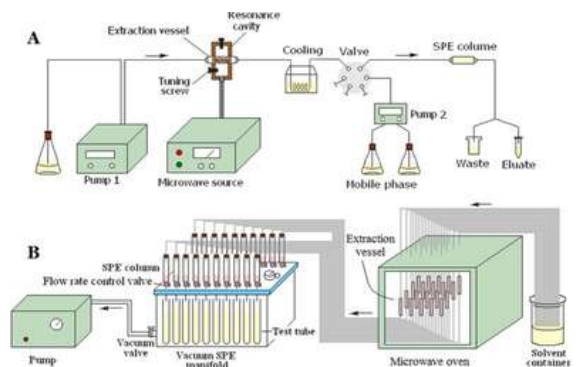 Resonance
cavity
Extraction vessel
A
Cooling
Valve
SPE colume
Tuning
screw
Pump 2
Pump 1
Microwave source
Mobile phase
Waste
Eluate
B
SPE column
Flow rate control valve
Extraction
vessel
Test tube
Pump
Vacuum
valve
Vacuum SPE
manifold
Microwave oven
Solvent
container